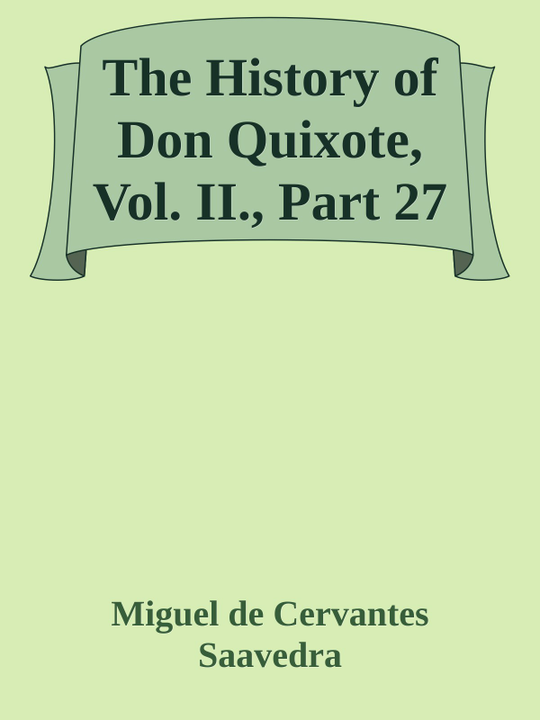 The History of
Don Quixote,
Vol. II., Part 27
Miguel de Cervantes
Saavedra